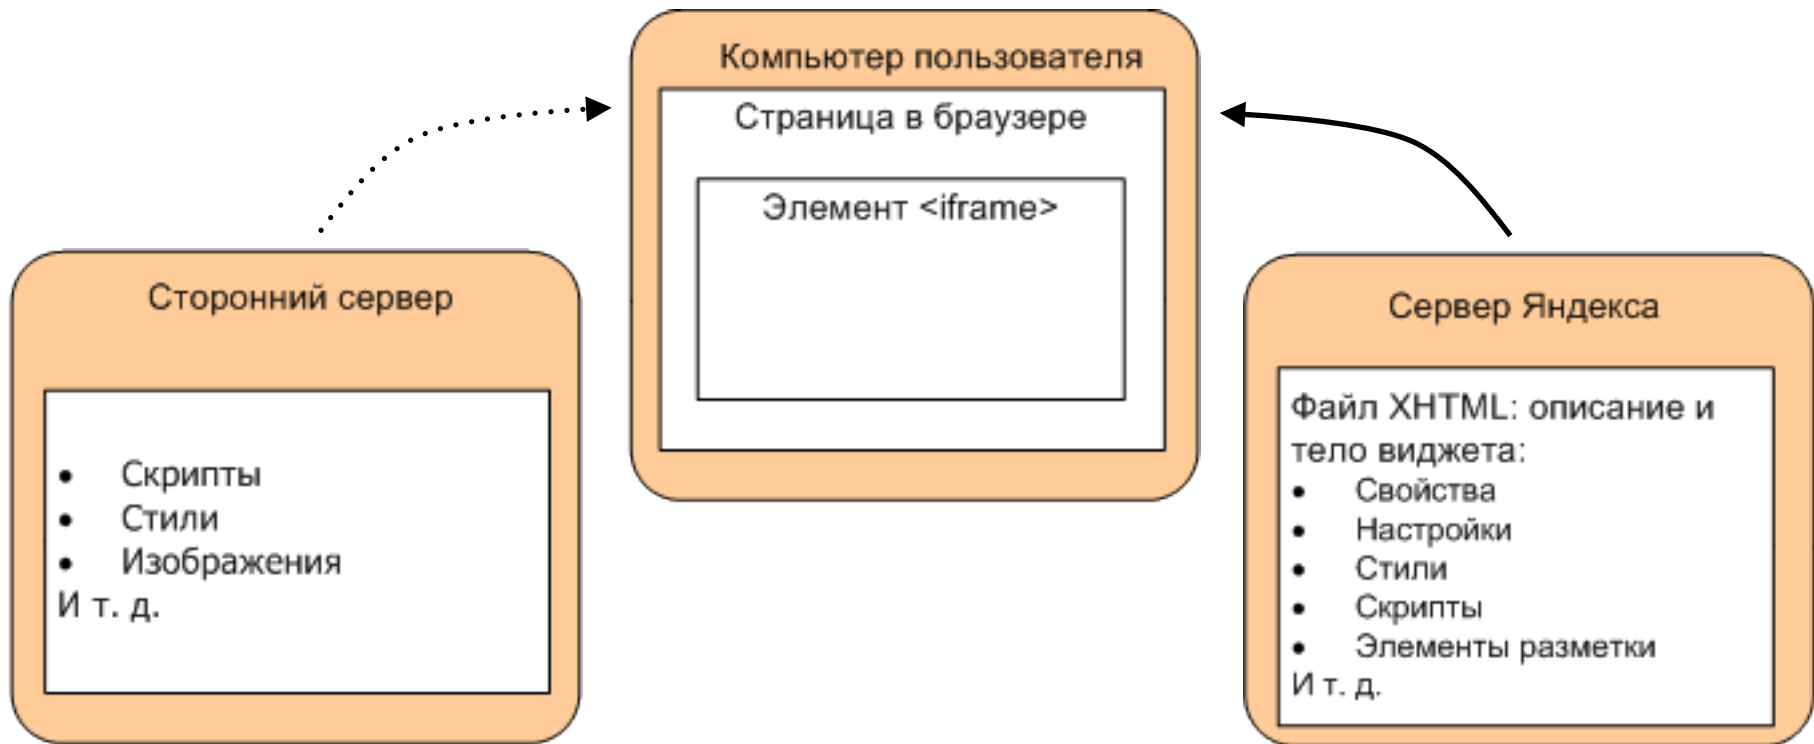 Компьютер пользователя
Страница в браузере
Элемент <iframe>
Сторонний сервер
• Скрипты
• Стили
• Изображения
И т. д.
Сервер Яндекса
Файл XHTML: описание и
тело виджета:
• Свойства
• Настройки
• Стили
• Скрипты
• Элементы разметки
И т. д.